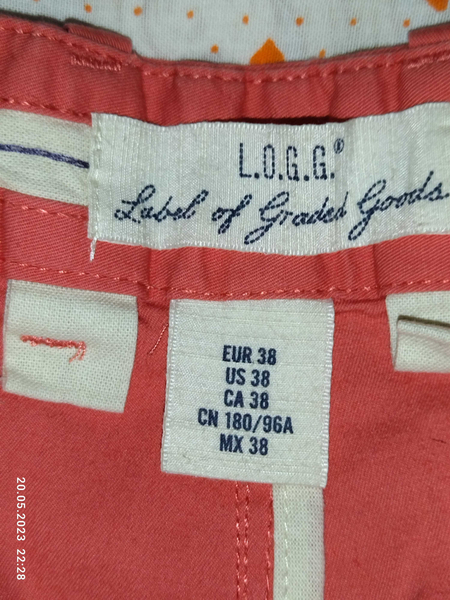 L.O.G.G.®
Label of Graded Goods
EUR 38
US 38
CA 38
CN 180/96A
MX 38
20.05.2023 22:28